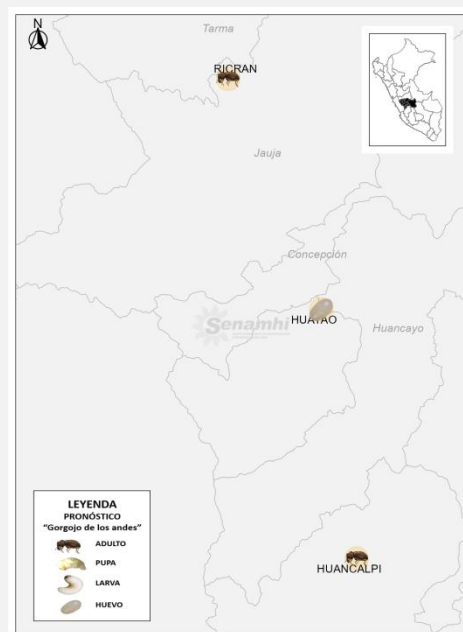 N
Tarma
RICRAN
Jauja
Concepción
Senamhi
HUAYAO
Huancayo
HUANCALPI
LEYENDA
PRONÓSTICO
"Gorgojo de los andes"
ADULTO
PUPA
LARVA
HUEVO